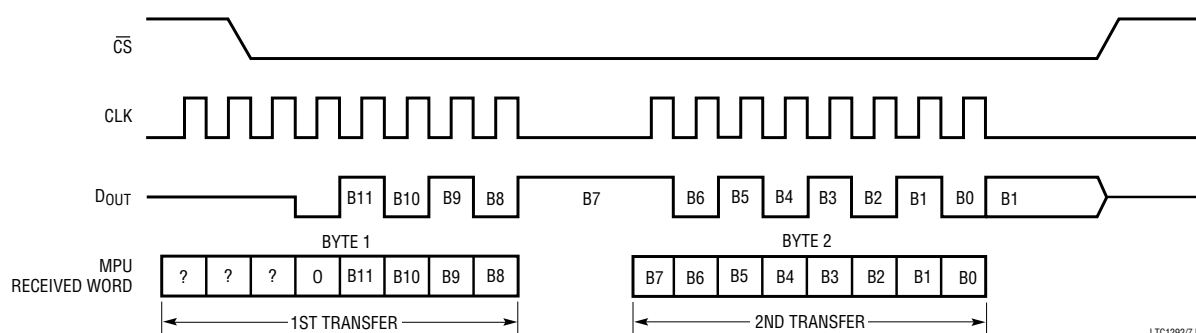 CS
CLK
DOUT
B11 B10 B9 B8 B7 B6 B5 B4 B3 B2 B1 B0 B1
BYTE 1 BYTE 2
MPU
RECEIVED WORD
? ? ? 0 B11 B10 B9 B8 B7 B6 B5 B4 B3 B2 B1 B0
1ST TRANSFER 2ND TRANSFER